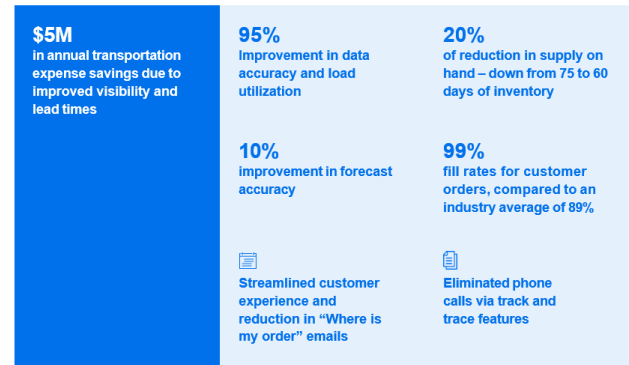 $5M
in annual transportation
expense savings due to
improved visibility and
lead times
95%
Improvement in data
accuracy and load
utilization
20%
of reduction in supply on
hand – down from 75 to 60
days of inventory
10%
improvement in forecast
accuracy
99%
fill rates for customer
orders, compared to an
industry average of 89%
Streamlined customer
experience and
reduction in “Where is
my order” emails
Eliminated phone
calls via track and
trace features